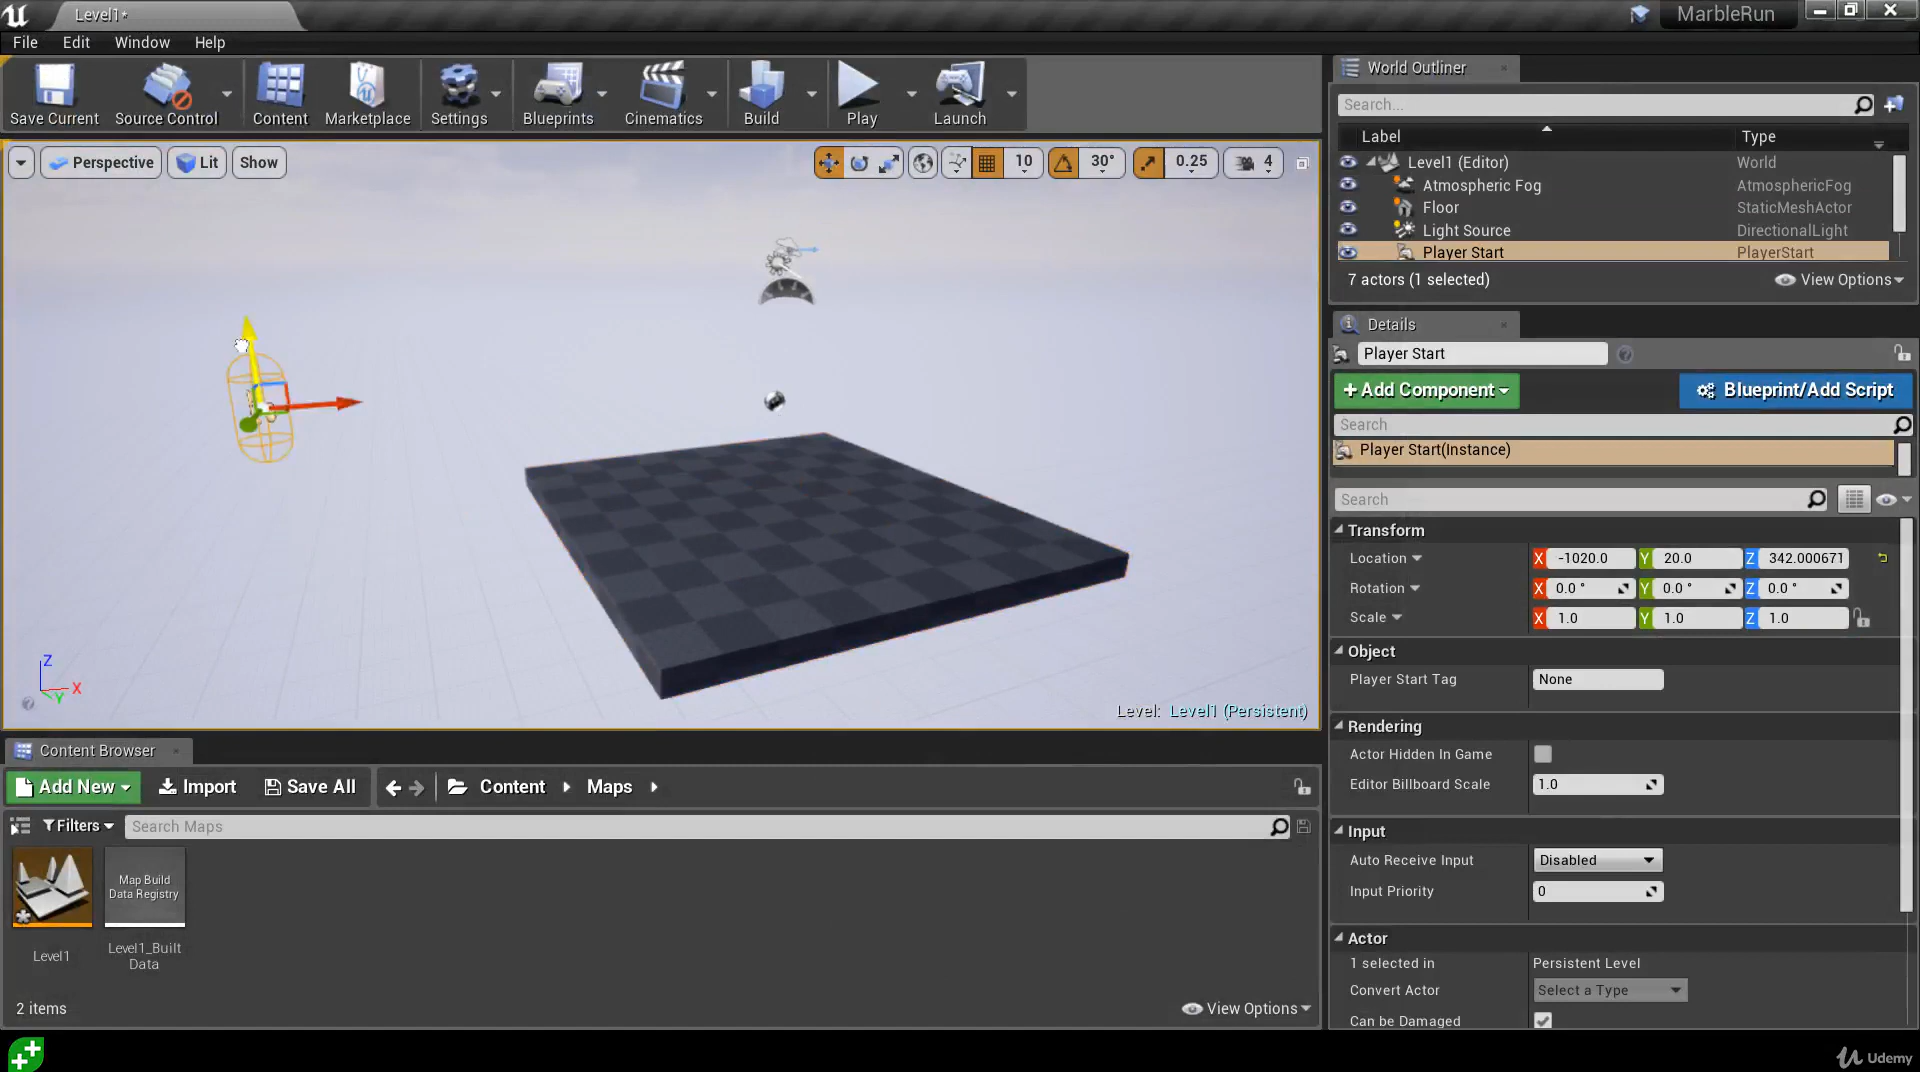 Level1*
MarbleRun
File Edit Window Help
Save Current Source Control Content Marketplace Settings Blueprints Cinematics Build Play Launch
Perspective Lit Show
10 30° 0.25 4
Level: Level1 (Persistent)
Z
X
Y
World Outliner
Search...
Label Type
Level1 (Editor) World
Atmospheric Fog AtmosphericFog
Floor StaticMeshActor
Light Source DirectionalLight
Player Start PlayerStart
7 actors (1 selected) View Options
Details
Player Start
+Add Component Blueprint/Add Script
Search
Player Start(Instance)
Search
Transform
Location X -1020.0 Y 20.0 Z 342.000671
Rotation X 0.0 ° Y 0.0 ° Z 0.0 °
Scale X 1.0 Y 1.0 Z 1.0
Object
Player Start Tag None
Rendering
Actor Hidden In Game
Editor Billboard Scale 1.0
Input
Auto Receive Input Disabled
Input Priority 0
Actor
1 selected in Persistent Level
Convert Actor Select a Type
Can be Damaged
Content Browser
Add New Import Save All Content Maps
Filters Search Maps
Map Build
Data Registry
Level1
Level1_Built
Data
2 items View Options
Udemy